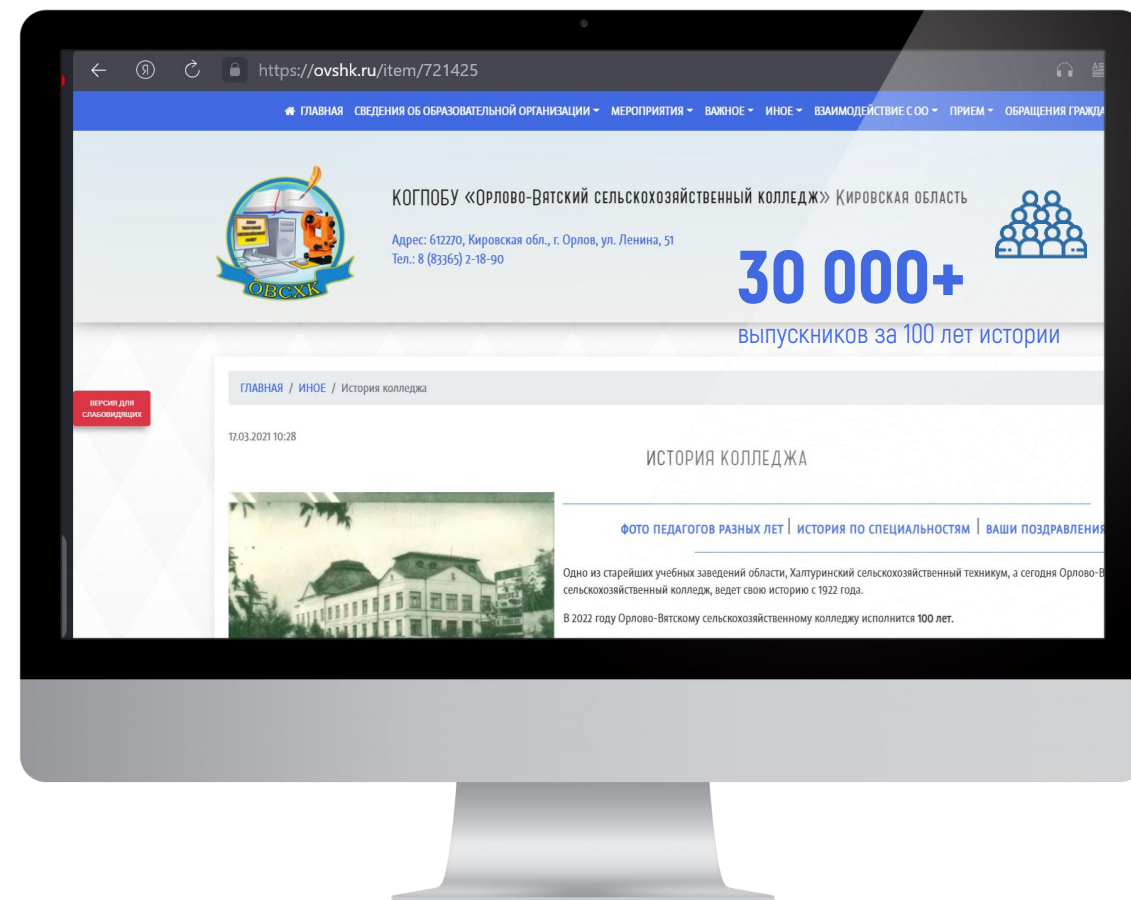 https://ovshk.ru/item/721425
ГЛАВНАЯ СВЕДЕНИЯ ОБ ОБРАЗОВАТЕЛЬНОЙ ОРГАНИЗАЦИИ МЕРОПРИЯТИЯ ВАЖНОЕ ИНОЕ ВЗАИМОДЕЙСТВИЕ С ОО ПРИЕМ ОБРАЩЕНИЯ ГРАЖДА
КОГПОБУ «Орлово-Вятский сельскохозяйственный колледж» Кировская область
Адрес: 612270, Кировская обл., г. Орлов, ул. Ленина, 51
Тел.: 8 (83365) 2-18-90
ОВСХК
30 000+
выпускников за 100 лет истории
ГЛАВНАЯ / ИНОЕ / История колледжа
ВЕРСИЯ ДЛЯ
СЛАБОВИДЯЩИХ
17.03.2021 10:28
ИСТОРИЯ КОЛЛЕДЖА
ФОТО ПЕДАГОГОВ РАЗНЫХ ЛЕТ | ИСТОРИЯ ПО СПЕЦИАЛЬНОСТЯМ | ВАШИ ПОЗДРАВЛЕНИЯ
Одно из старейших учебных заведений области, Халтуринский сельскохозяйственный техникум, а сегодня Орлово-В
сельскохозяйственный колледж, ведет свою историю с 1922 года.
В 2022 году Орлово-Вятскому сельскохозяйственному колледжу исполнится 100 лет.